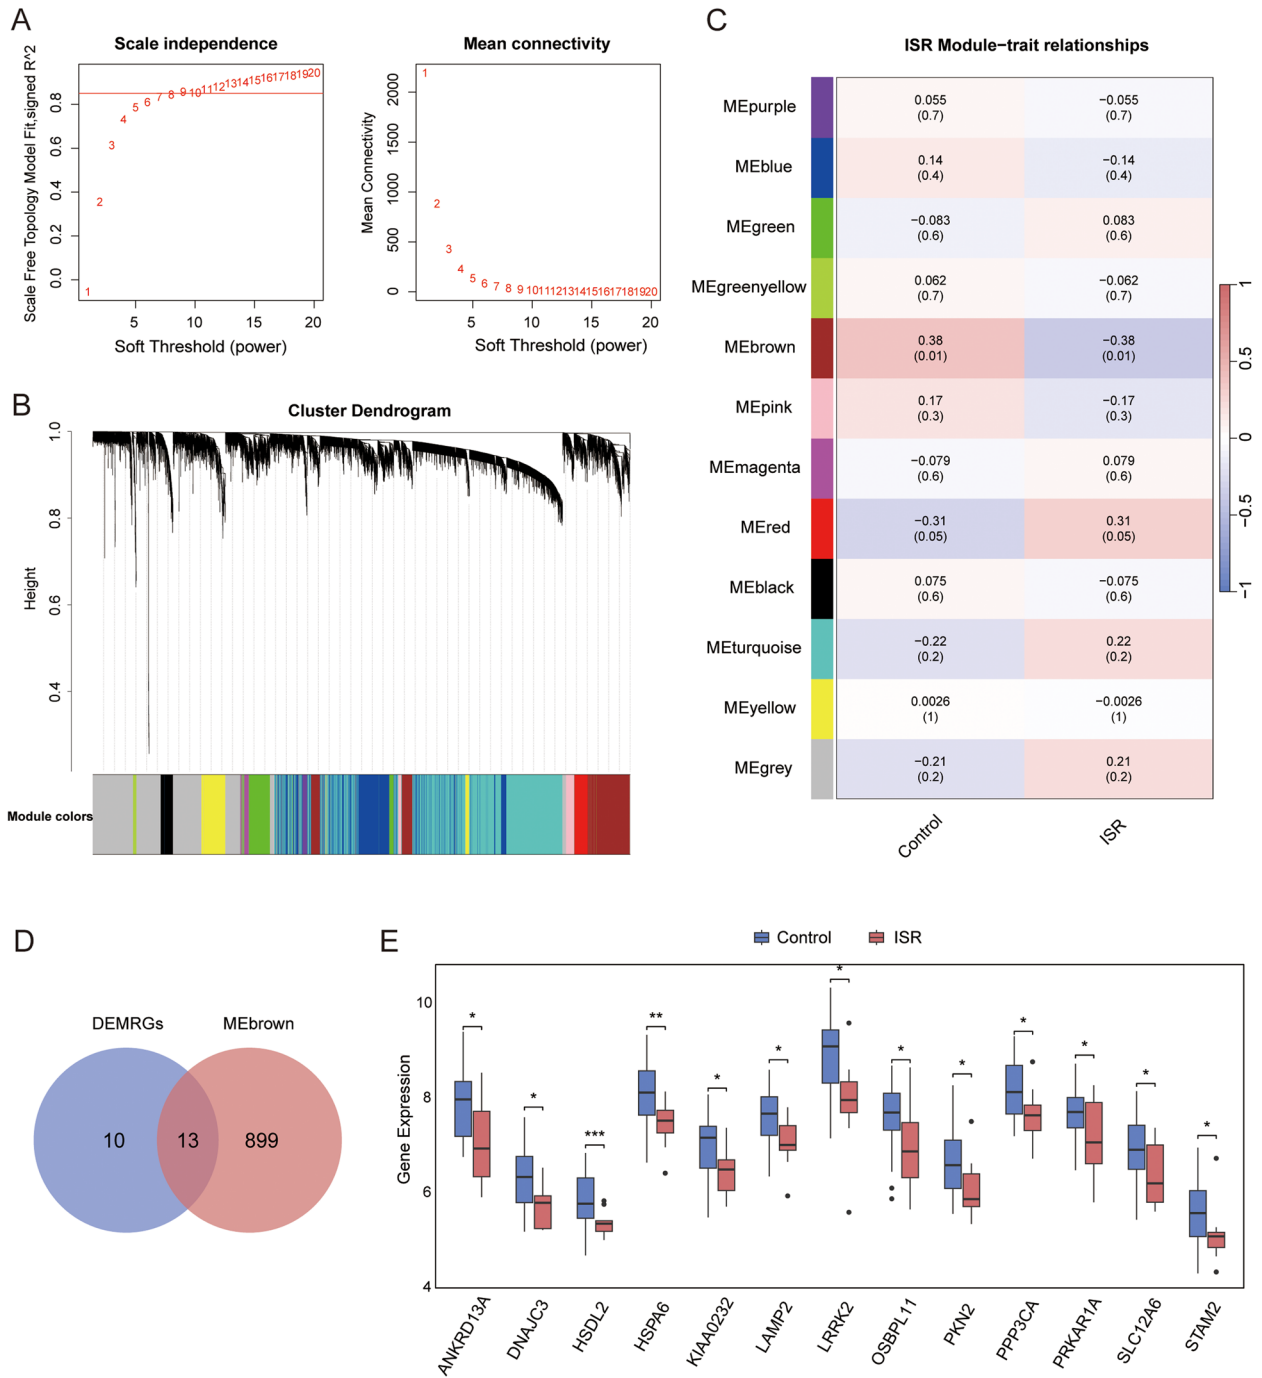 A
Scale independence
Scale Free Topology Model Fit,signed R^2
0.0 0.2 0.4 0.6 0.8
1 2 3 4 5 6 7 8 9 10 11 12 13 14 15 16 17 18 19 20
5 10 15 20
Soft Threshold (power)
Mean connectivity
Mean Connectivity
0 500 1000 1500 2000
1 2 3 4 5 6 7 8 9 10 11 12 13 14 15 16 17 18 19 20
5 10 15 20
Soft Threshold (power)
B
Cluster Dendrogram
Height
1.0
0.8
0.6
0.4
Module colors
C
ISR Module−trait relationships
MEpurple 0.055 (0.7) −0.055 (0.7)
MEblue 0.14 (0.4) −0.14 (0.4)
MEgreen −0.083 (0.6) 0.083 (0.6)
MEgreenyellow 0.062 (0.7) −0.062 (0.7)
MEbrown 0.38 (0.01) −0.38 (0.01)
MEpink 0.17 (0.3) −0.17 (0.3)
MEmagenta −0.079 (0.6) 0.079 (0.6)
MEred −0.31 (0.05) 0.31 (0.05)
MEblack 0.075 (0.6) −0.075 (0.6)
MEturquoise −0.22 (0.2) 0.22 (0.2)
MEyellow 0.0026 (1) −0.0026 (1)
MEgrey −0.21 (0.2) 0.21 (0.2)
Control ISR
1
0.5
0
−0.5
−1
D
DEMRGs MEbrown
10 13 899
E
Control ISR
Gene Expression
10
8
6
4
* * *** ** * * * * * * * * *
ANKRD13A DNAJC3 HSDL2 HSPA6 KIAA0232 LAMP2 LRRK2 OSBPL11 PKN2 PPP3CA PRKAR1A SLC12A6 STAM2